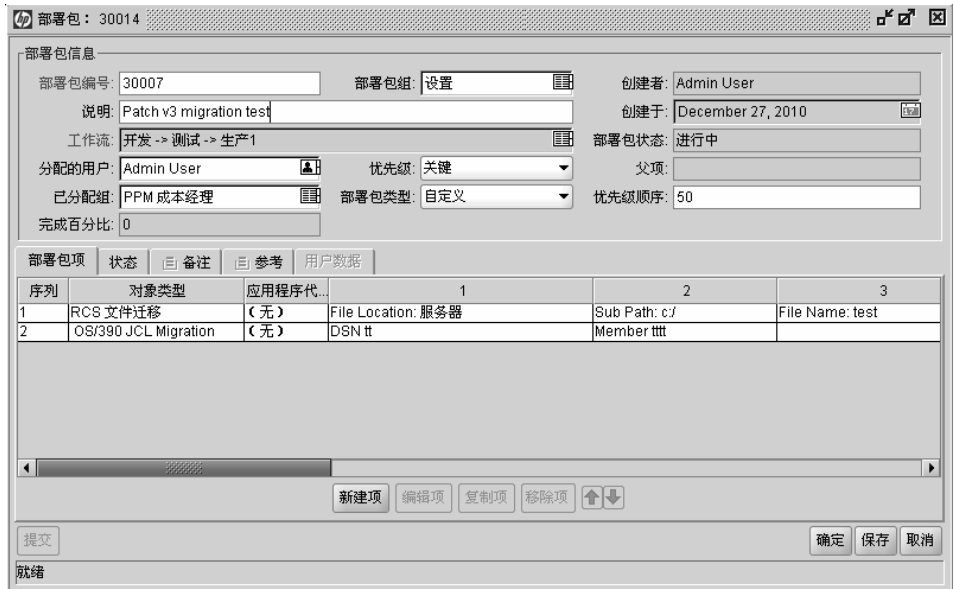 部署包： 30014
部署包信息
部署包编号: 30007 部署包组: 设置 创建者: Admin User
说明: Patch v3 migration test 创建于: December 27, 2010
工作流: 开发 -> 测试 -> 生产1 部署包状态: 进行中
分配的用户: Admin User 优先级: 关键 父项:
已分配组: PPM 成本经理 部署包类型: 自定义 优先级顺序: 50
完成百分比: 0
部署包项 状态 备注 参考 用户数据
序列 对象类型 应用程序代... 1 2 3
1 RCS 文件迁移 (无) File Location: 服务器 Sub Path: c:/ File Name: test
2 OS/390 JCL Migration (无) DSN tt Member tttt
新建项 编辑项 复制项 移除项
提交 确定 保存 取消
就绪